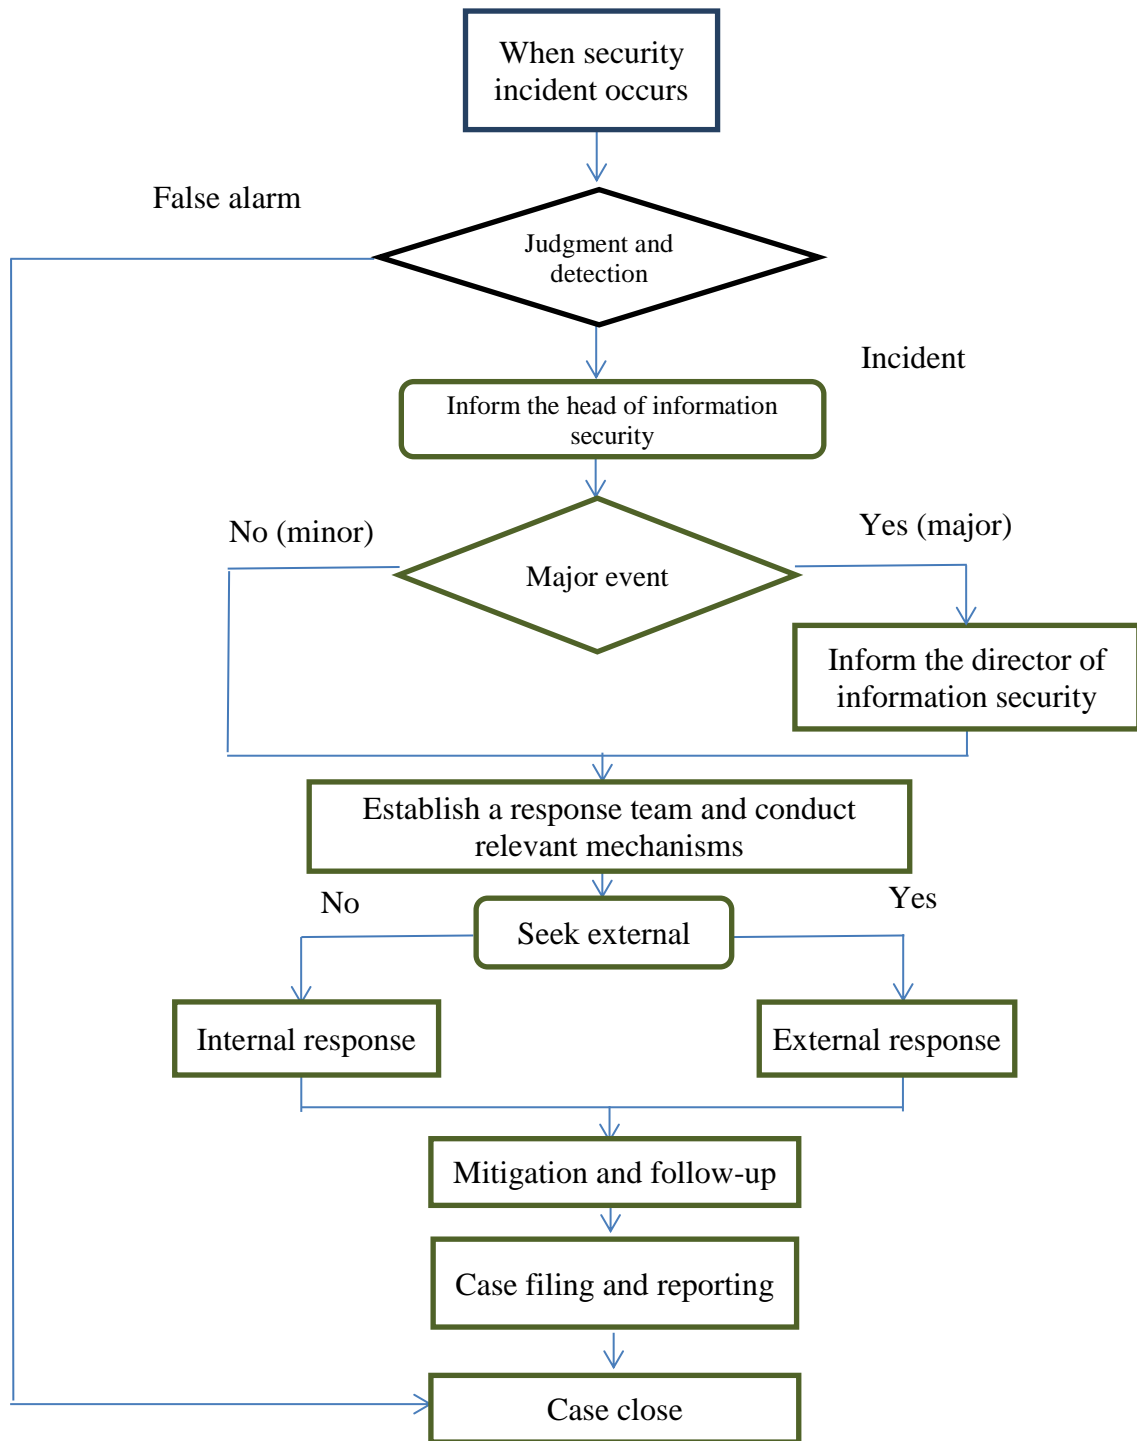 When security
incident occurs
False alarm
Judgment and
detection
Incident
Inform the head of information
security
No (minor)
Yes (major)
Major event
Inform the director of
information security
Establish a response team and conduct
relevant mechanisms
No
Yes
Seek external
Internal response
External response
Mitigation and follow-up
Case filing and reporting
Case close